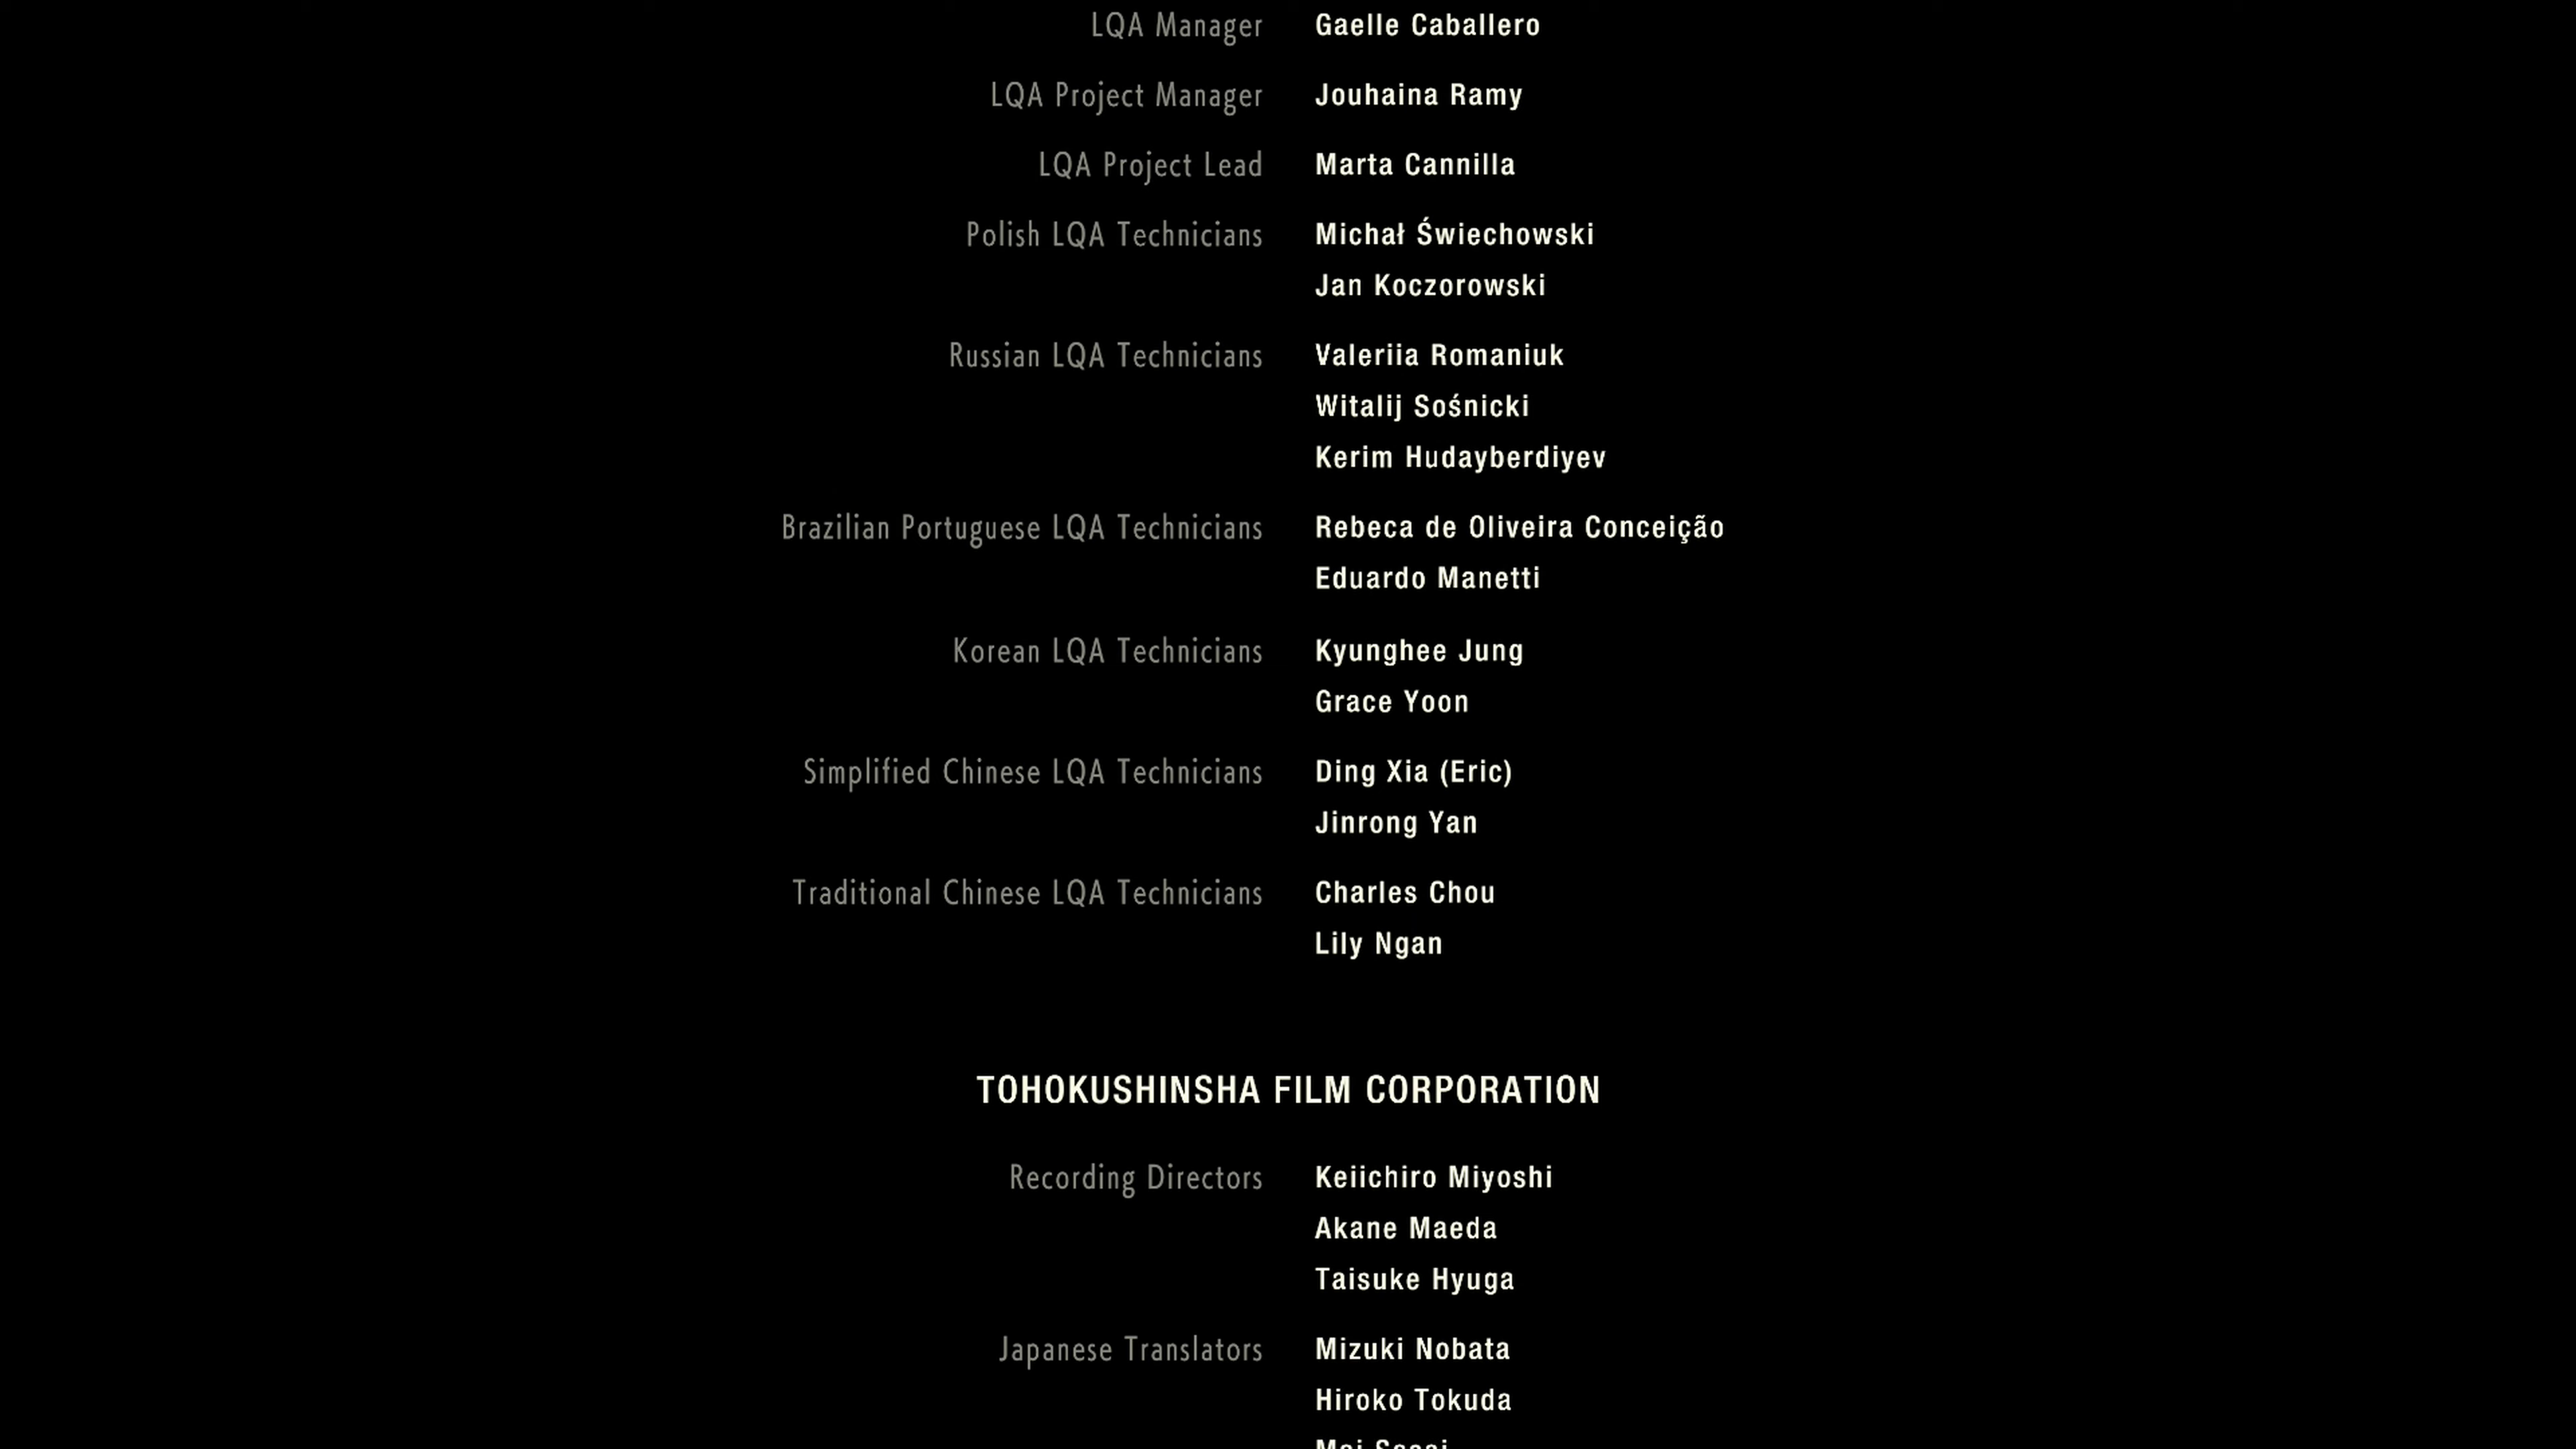 LQA Manager Gaelle Caballero
LQA Project Manager Jouhaina Ramy
LQA Project Lead Marta Cannilla
Polish LQA Technicians Michał Świechowski
Jan Koczorowski
Russian LQA Technicians Valeriia Romaniuk
Witalij Sośnicki
Kerim Hudayberdiyev
Brazilian Portuguese LQA Technicians Rebeca de Oliveira Conceição
Eduardo Manetti
Korean LQA Technicians Kyunghee Jung
Grace Yoon
Simplified Chinese LQA Technicians Ding Xia (Eric)
Jinrong Yan
Traditional Chinese LQA Technicians Charles Chou
Lily Ngan
TOHOKUSHINSHA FILM CORPORATION
Recording Directors Keiichiro Miyoshi
Akane Maeda
Taisuke Hyuga
Japanese Translators Mizuki Nobata
Hiroko Tokuda